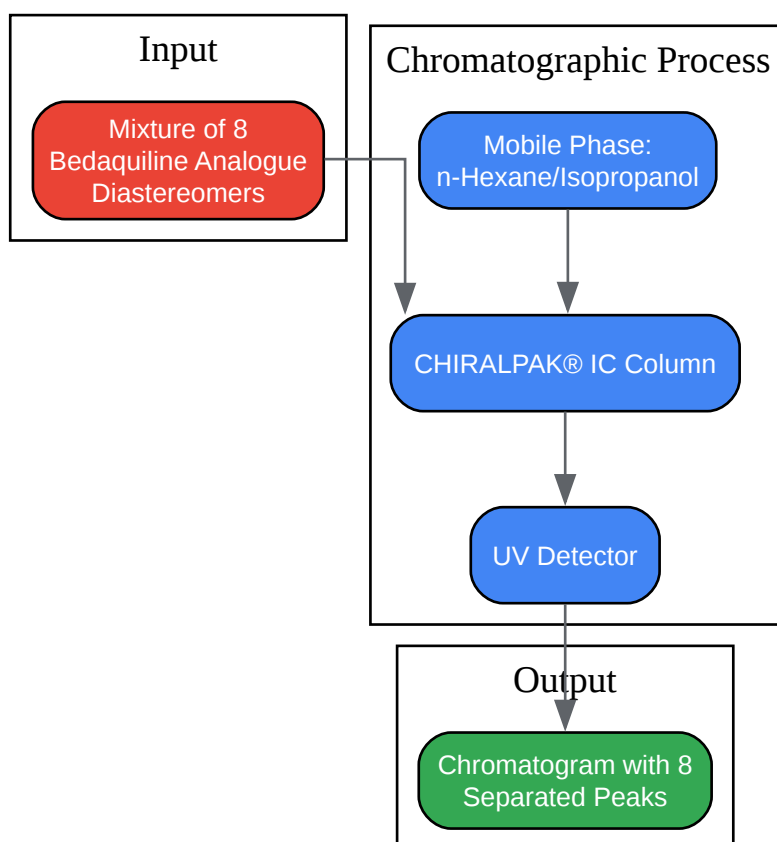 Input
Mixture of 8
Bedaquiline Analogue
Diastereomers
Chromatographic Process
Mobile Phase:
n-Hexane/Isopropanol
CHIRALPAK® IC Column
UV Detector
Output
Chromatogram with 8
Separated Peaks